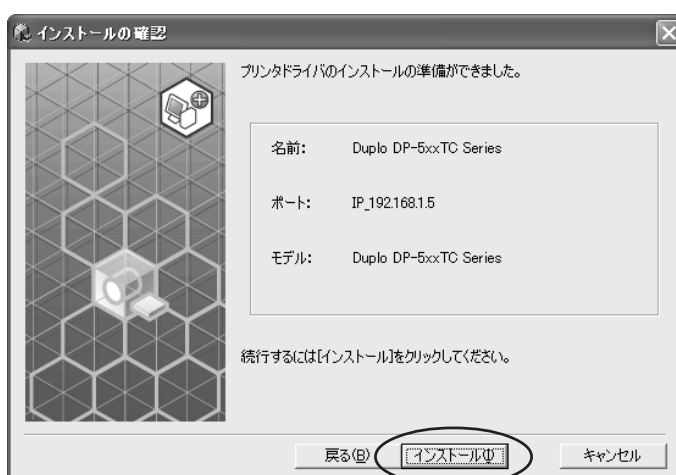 インストールの確認
プリンタドライバのインストールの準備ができました。
名前: Duplo DP-5xxTC Series
ポート: IP_192.168.1.5
モデル: Duplo DP-5xxTC Series
続行するには[インストール]をクリックしてください。
戻る(B) インストール(I) キャンセル